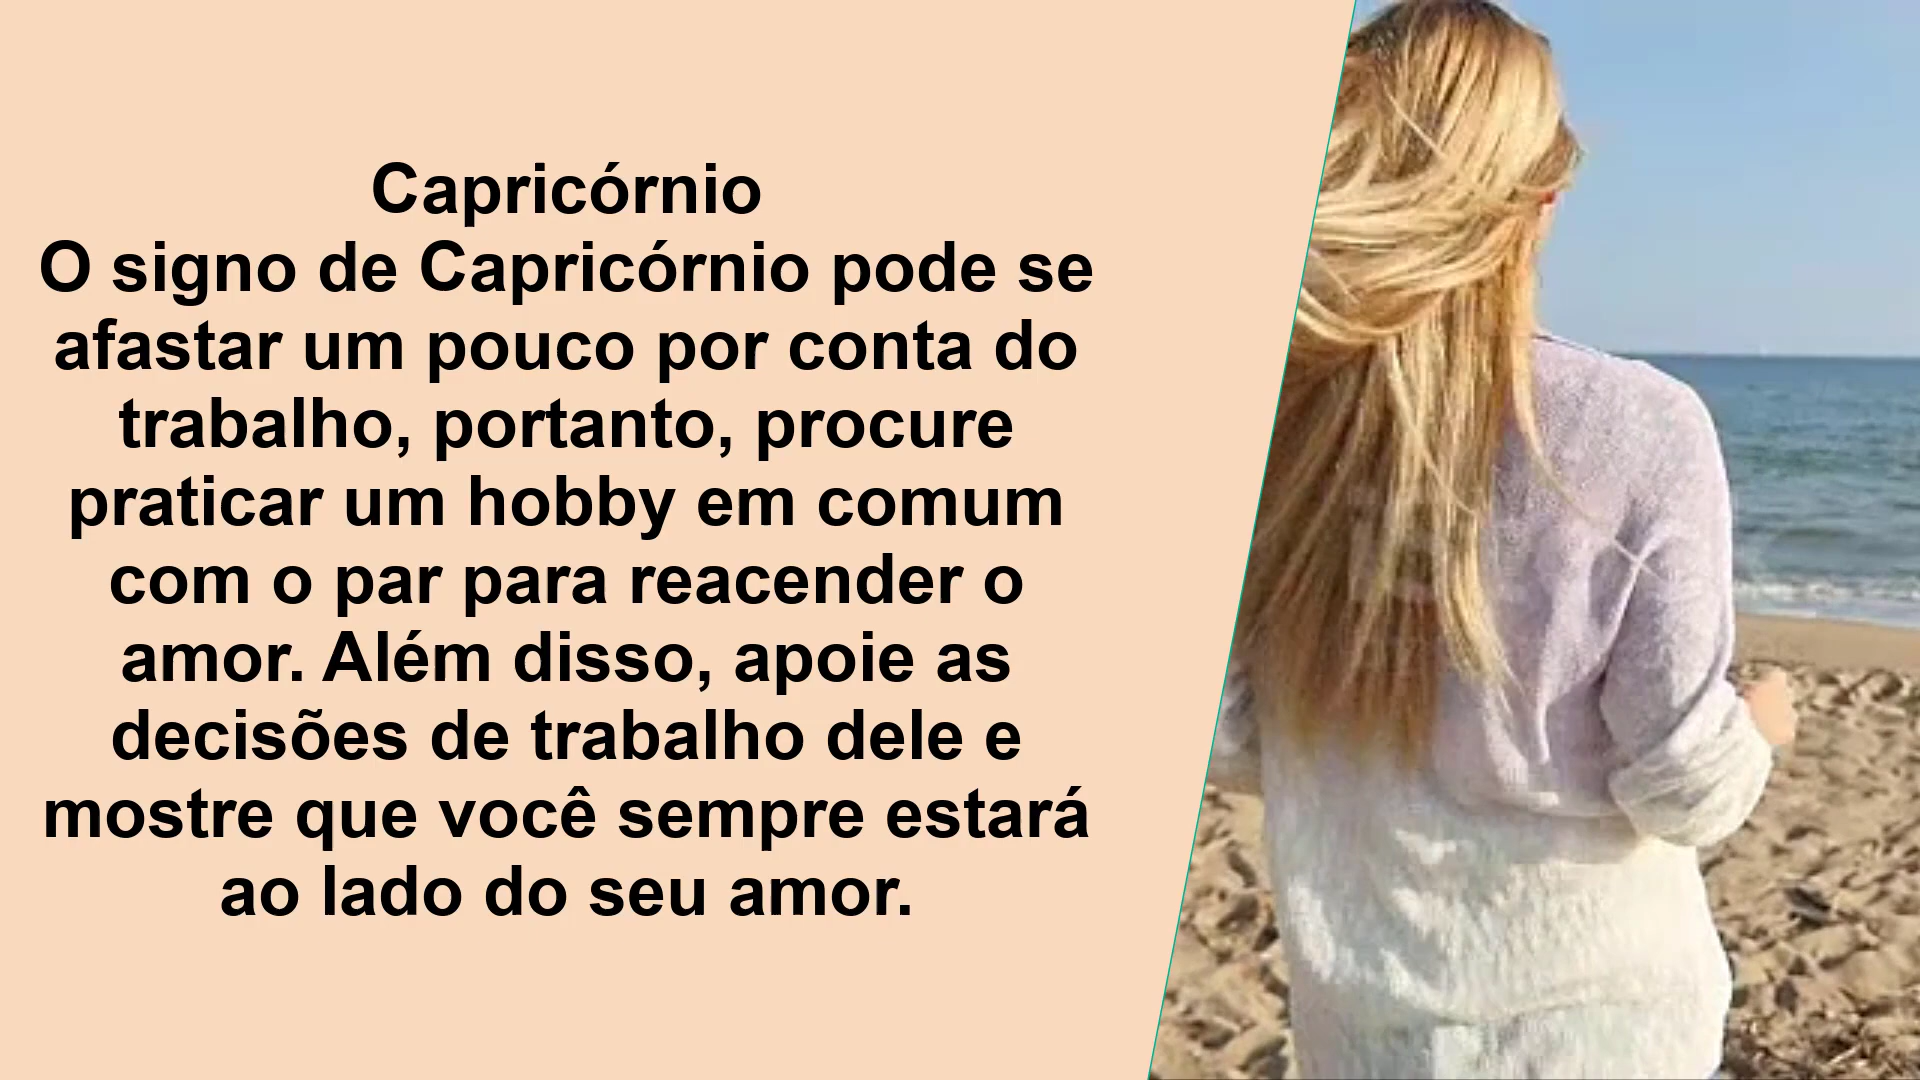 Capricórnio
O signo de Capricórnio pode se
afastar um pouco por conta do
trabalho, portanto, procure
praticar um hobby em comum
com o par para reacender o
amor. Além disso, apoie as
decisões de trabalho dele e
mostre que você sempre estará
ao lado do seu amor.